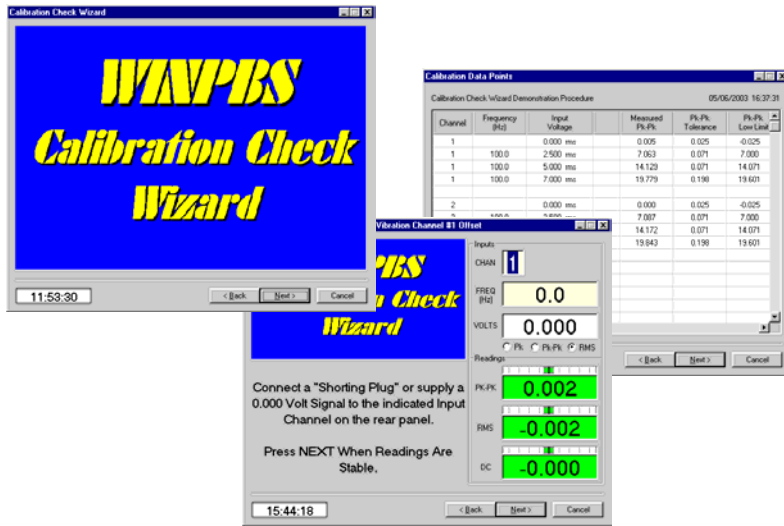 Calibration Check Wizard
WINPBS
Calibration Check
Wizard
11:53:30
< Back
Next >
Cancel
Calibration Data Points
Calibration Check Wizard Demonstration Procedure 05/06/2003 16:37:31
Channel Frequency (Hz) Input Voltage Measured Pk-Pk Pk-Pk Tolerance Pk-Pk Low Limit
1 0.000 rms 0.005 0.025 -0.025
1 100.0 2.500 rms 7.063 0.071 7.000
1 100.0 5.000 rms 14.129 0.071 14.071
1 100.0 7.000 rms 19.779 0.198 19.601
2 0.000 rms 0.000 0.025 -0.025
7.087 0.071 7.000
14.172 0.071 14.071
19.843 0.198 19.601
< Back
Next >
Cancel
Vibration Channel #1 Offset
Check
Wizard
Connect a "Shorting Plug" or supply a
0.000 Volt Signal to the indicated Input
Channel on the rear panel.
Press NEXT When Readings Are
Stable.
Inputs
CHAN 1
FREQ (Hz) 0.0
VOLTS 0.000
Pk Pk-Pk RMS
Readings
PK-PK 0.002
RMS -0.002
DC -0.000
15:44:18
< Back
Next >
Cancel